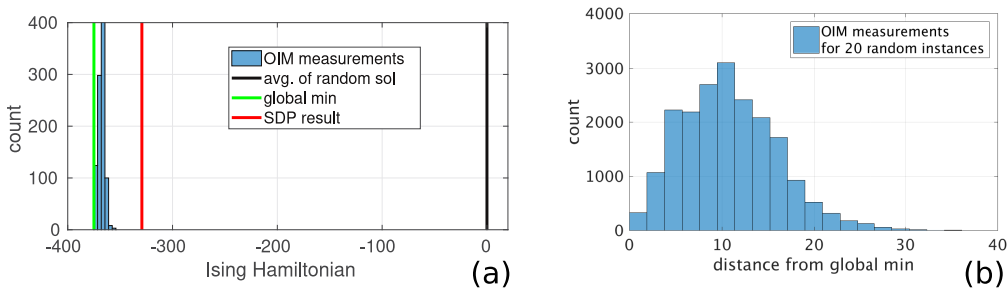 400
300
200
100
0
count
-400
-300
-200
-100
0
Ising Hamiltonian
OIM measurements
avg. of random sol
global min
SDP result
(a)
4000
3000
2000
1000
0
count
0
10
20
30
40
distance from global min
OIM measurements
for 20 random instances
(b)